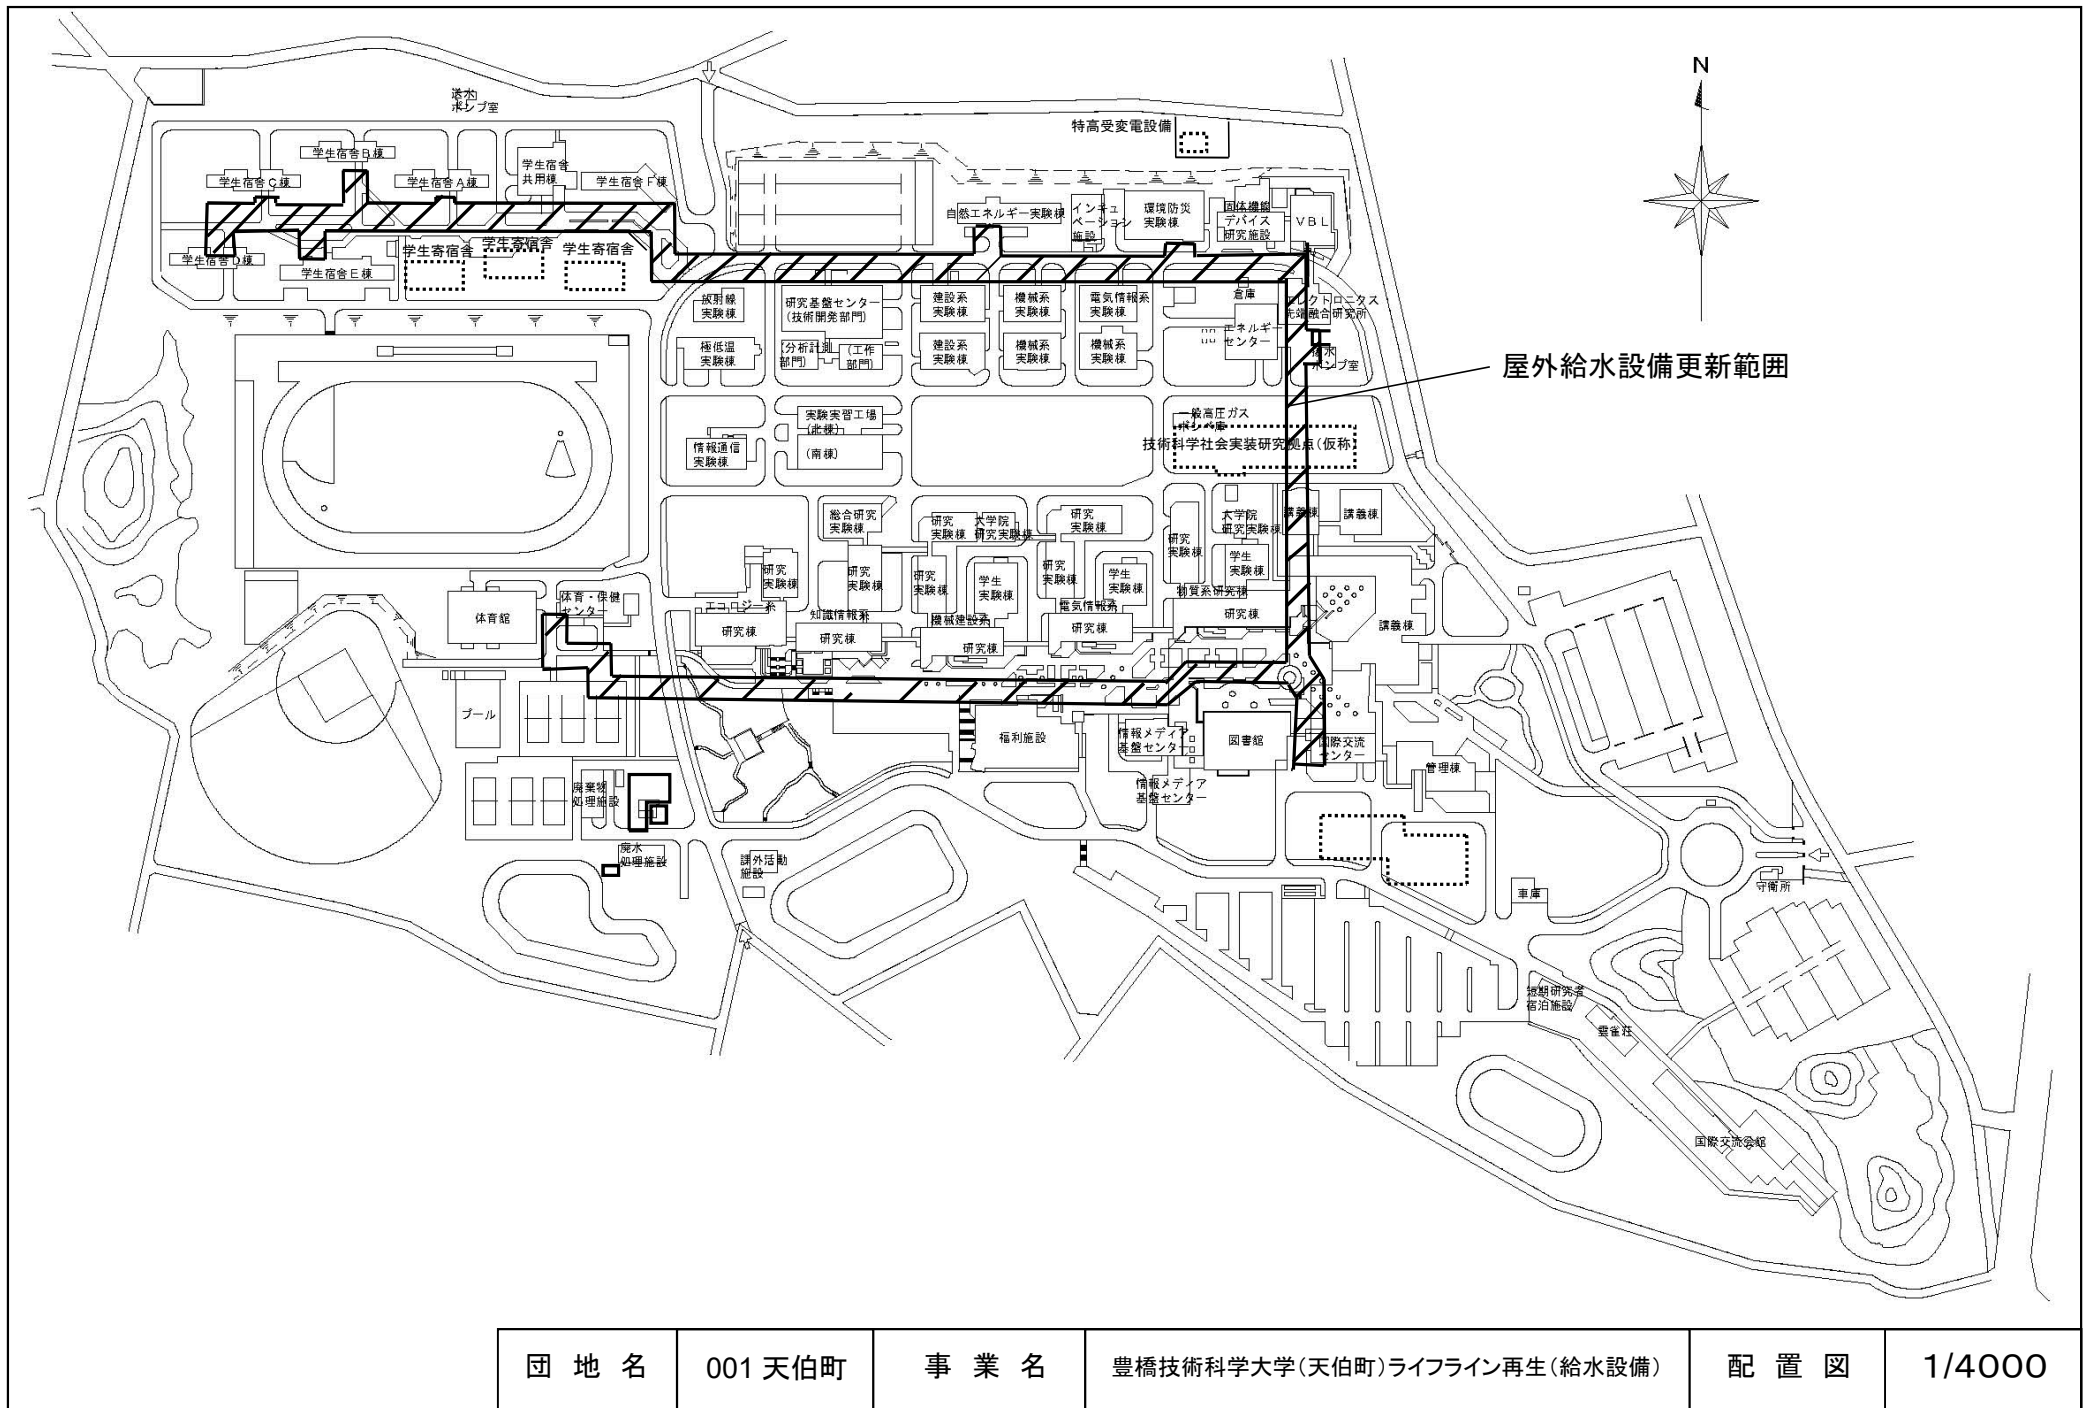 N
送水
ポンプ室
特高受変電設備
学生宿舎B棟
学生宿舎C棟
学生宿舎A棟
学生宿舎
共用棟
学生宿舎F棟
学生宿舎D棟
学生宿舎E棟
学生寄宿舎
学生寄宿舎
学生寄宿舎
自然エネルギー実験棟
インキュ
ベーション
施設
環境防災
実験棟
固体機能
デバイス
研究施設
VBL
放射線
実験棟
研究基盤センター
(技術開発部門)
建設系
実験棟
機械系
実験棟
電気情報系
実験棟
倉庫
エレクトロニクス
先端融合研究所
極低温
実験棟
(分析計測
部門)
(工作
部門)
建設系
実験棟
機械系
実験棟
機械系
実験棟
エネルギー
センター
ポンプ室
屋外給水設備更新範囲
情報通信
実験棟
実験実習工場
(北棟)
(南棟)
一般高圧ガス
ボンベ庫
技術科学社会実装研究拠点(仮称)
総合研究
実験棟
研究
実験棟
大学院
研究実験棟
研究
実験棟
研究
実験棟
大学院
研究実験棟
講義棟
講義棟
研究
実験棟
研究
実験棟
研究
実験棟
学生
実験棟
研究
実験棟
学生
実験棟
学生
実験棟
体育館
体育・保健
センター
エコロジー系
研究棟
知識情報系
研究棟
機械建設系
研究棟
電気情報系
研究棟
物質系研究棟
研究棟
講義棟
プール
福利施設
情報メディア
基盤センター
図書館
国際交流
センター
管理棟
情報メディア
基盤センター
廃棄物
処理施設
廃水
処理施設
課外活動
施設
車庫
守衛所
短期研究者
宿泊施設
雲雀荘
国際交流会館
団地名
001 天伯町
事業名
豊橋技術科学大学(天伯町)ライフライン再生(給水設備)
配置図
1/4000